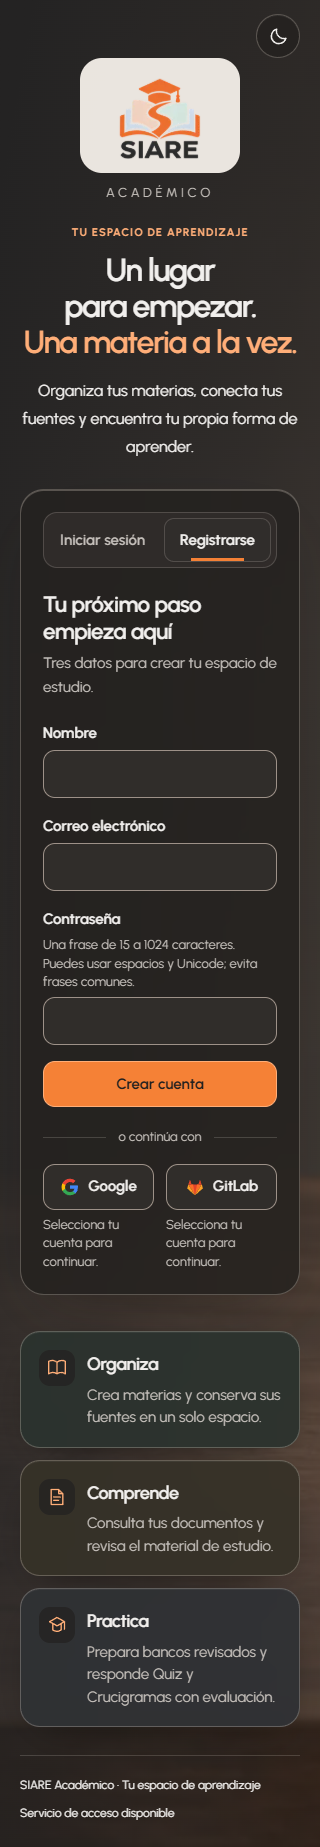 SIARE
ACADÉMICO
TU ESPACIO DE APRENDIZAJE
Un lugar
para empezar.
Una materia a la vez.
Organiza tus materias, conecta tus
fuentes y encuentra tu propia forma de
aprender.
Iniciar sesión
Registrarse
Tu próximo paso
empieza aquí
Tres datos para crear tu espacio de
estudio.
Nombre
Correo electrónico
Contraseña
Una frase de 15 a 1024 caracteres.
Puedes usar espacios y Unicode; evita
frases comunes.
Crear cuenta
o continúa con
Google
Selecciona tu
cuenta para
continuar.
GitLab
Selecciona tu
cuenta para
continuar.
Organiza
Crea materias y conserva sus
fuentes en un solo espacio.
Comprende
Consulta tus documentos y
revisa el material de estudio.
Practica
Prepara bancos revisados y
responde Quiz y
Crucigramas con evaluación.
SIARE Académico · Tu espacio de aprendizaje
Servicio de acceso disponible